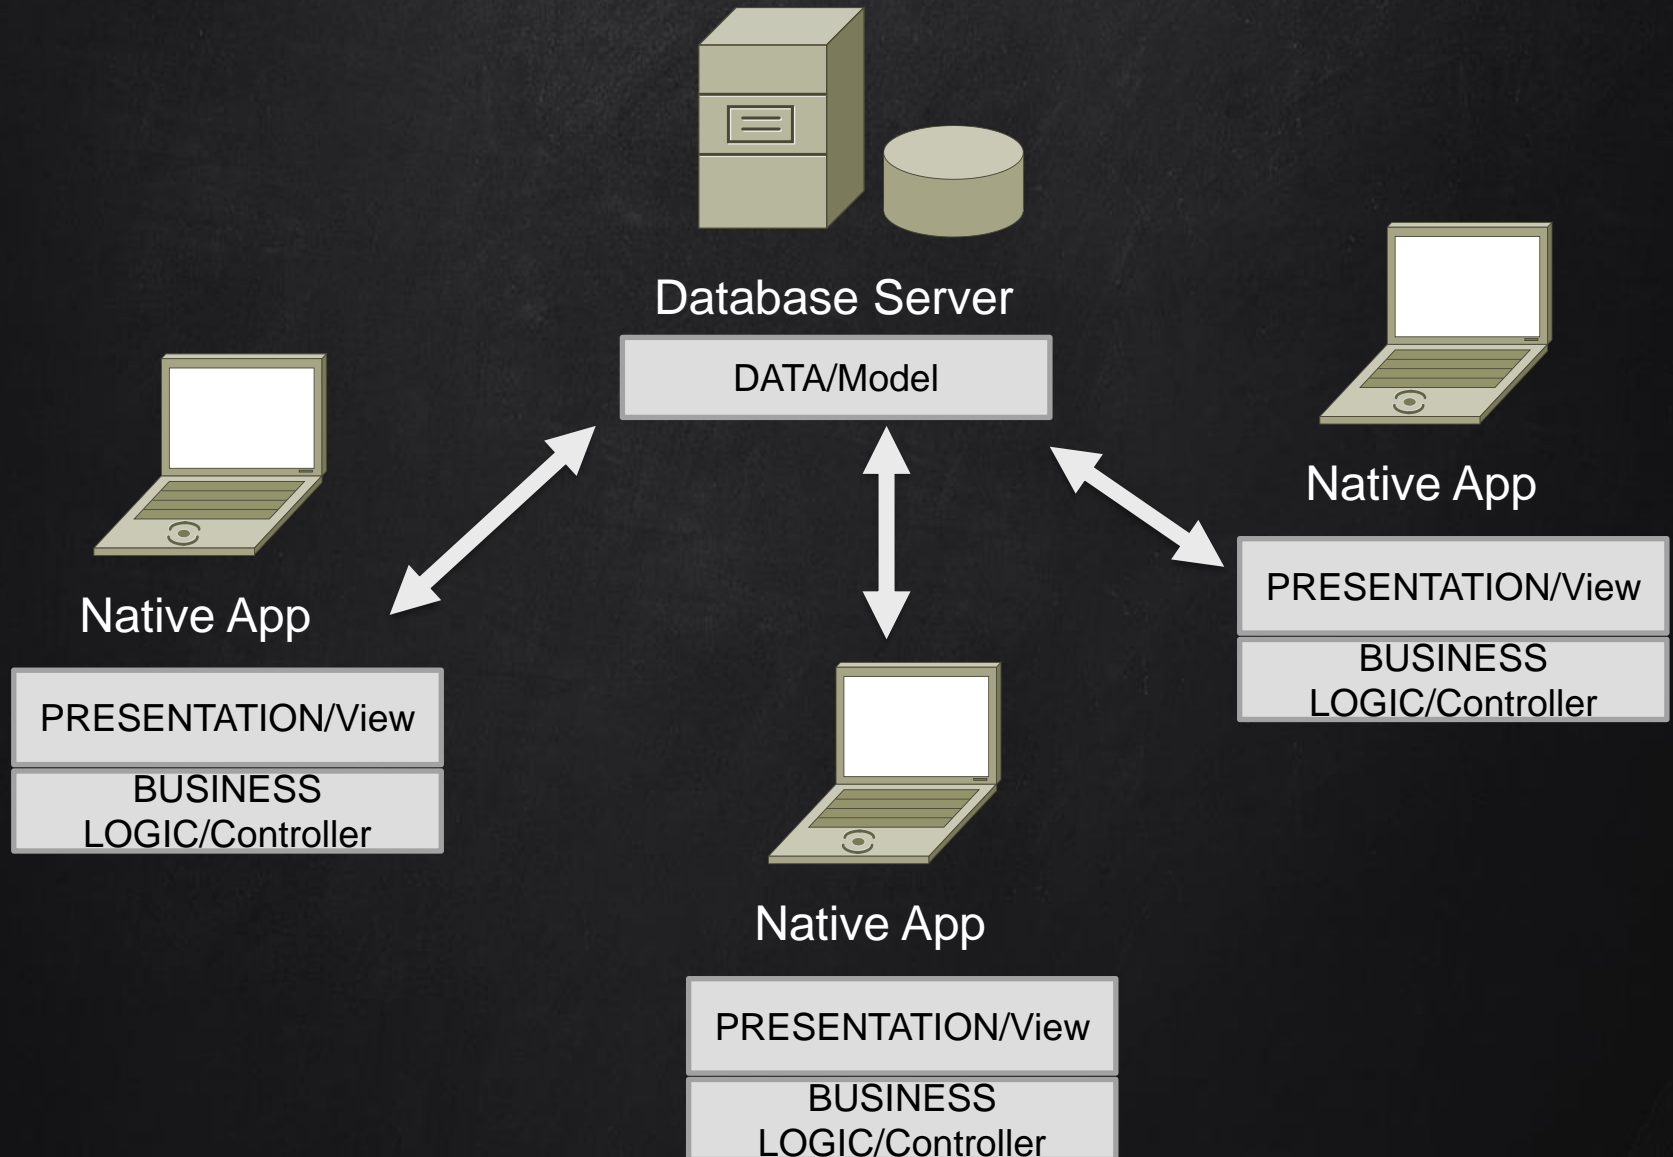 Database Server
DATA/Model
Native App
PRESENTATION/View
BUSINESS
LOGIC/Controller
Native App
PRESENTATION/View
BUSINESS
LOGIC/Controller
Native App
PRESENTATION/View
BUSINESS
LOGIC/Controller